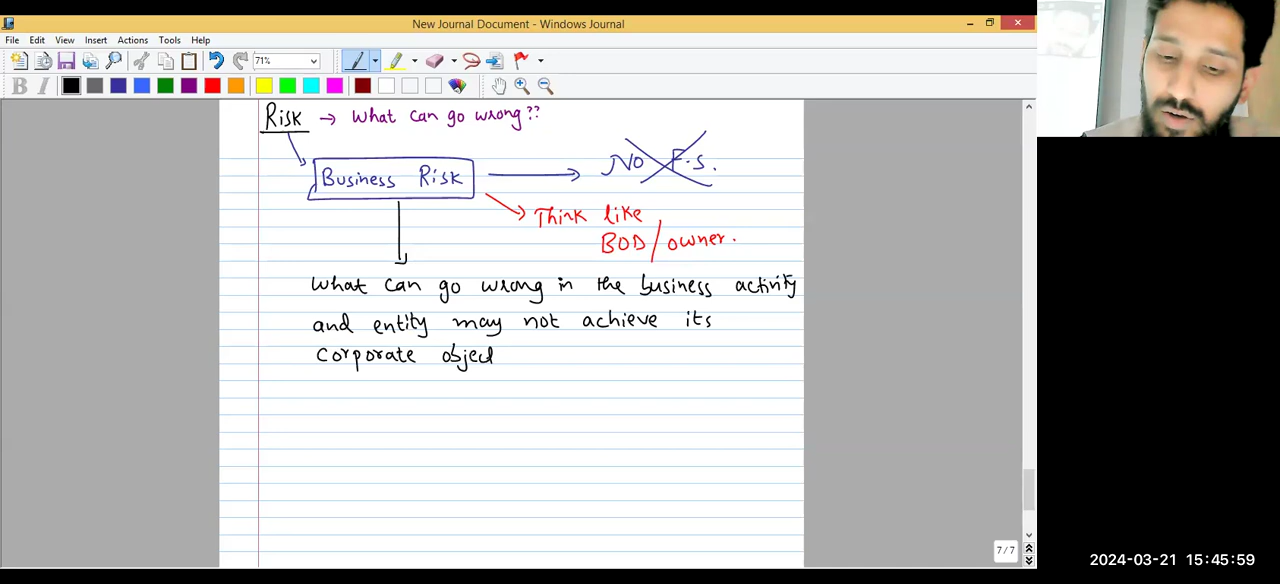 New Journal Document - Windows Journal
File Edit View Insert Actions Tools Help
71%
B I
Risk → What can go wrong??
Business Risk → No F.S.
Think like
BOD/owner.
What can go wrong in the business activity
and entity may not achieve its
corporate object
7 / 7
2024-03-21 15:45:59